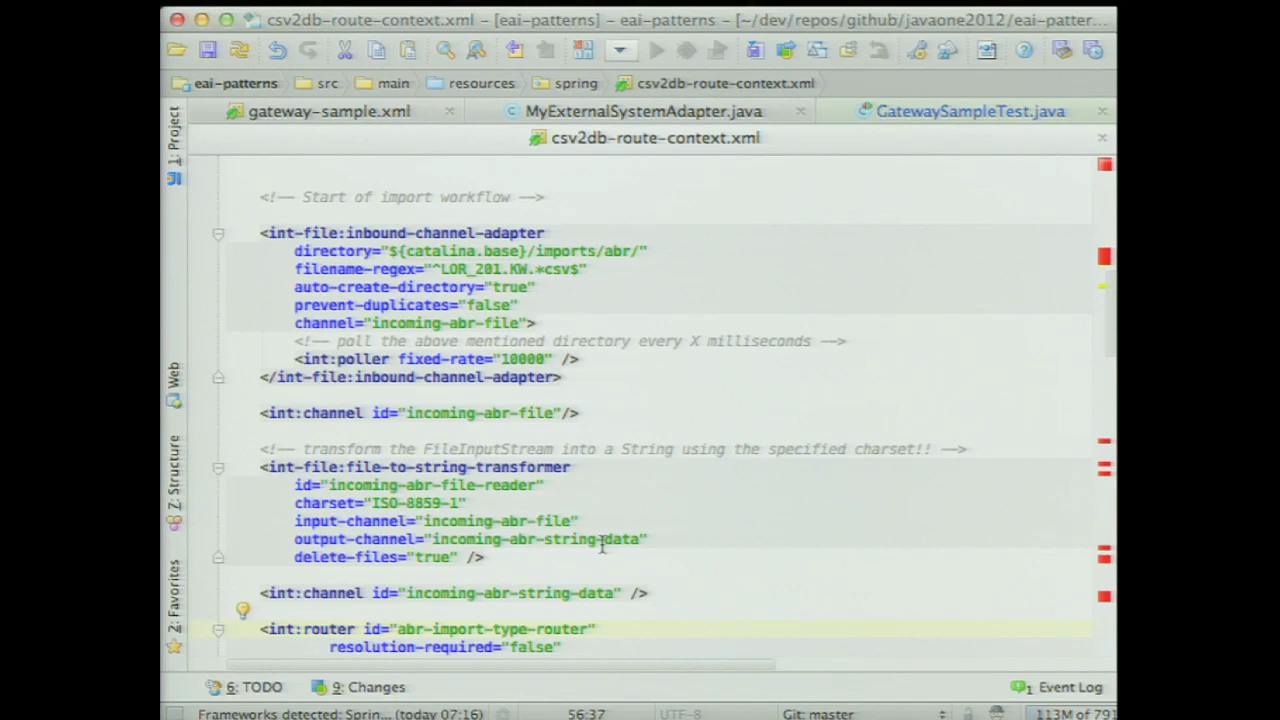 csv2db-route-context.xml – [eai-patterns] – eai-patterns – [~/dev/repos/github/javaone2012/eai-patter...
eai-patterns src main resources spring csv2db-route-context.xml
gateway-sample.xml MyExternalSystemAdapter.java GatewaySampleTest.java
csv2db-route-context.xml
1: Project
Web
7: Structure
2: Favorites
<!-- Start of import workflow -->
<int-file:inbound-channel-adapter
directory="${catalina.base}/imports/abr/"
filename-regex="^LOR_201.KW.*csv$"
auto-create-directory="true"
prevent-duplicates="false"
channel="incoming-abr-file">
<!-- poll the above mentioned directory every X milliseconds -->
<int:poller fixed-rate="10000" />
</int-file:inbound-channel-adapter>
<int:channel id="incoming-abr-file"/>
<!-- transform the FileInputStream into a String using the specified charset!! -->
<int-file:file-to-string-transformer
id="incoming-abr-file-reader"
charset="ISO-8859-1"
input-channel="incoming-abr-file"
output-channel="incoming-abr-string-data"
delete-files="true" />
<int:channel id="incoming-abr-string-data" />
<int:router id="abr-import-type-router"
resolution-required="false"
6: TODO 9: Changes 1 Event Log
Frameworks detected: Sprin... (today 07:16) 56:37 UTF-8 Git: master 113M of 791